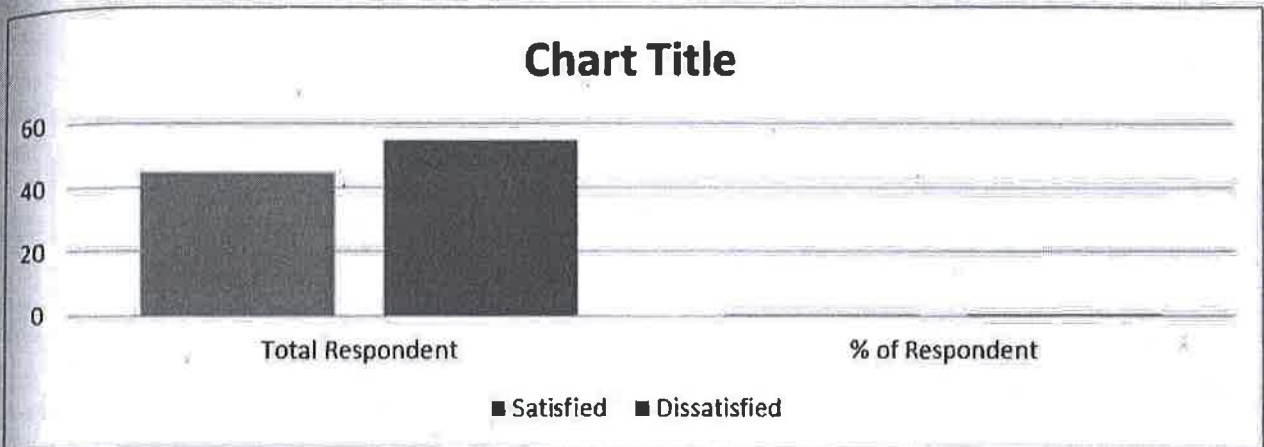 Chart Title
60
40
20
0
Total Respondent % of Respondent
■ Satisfied ■ Dissatisfied